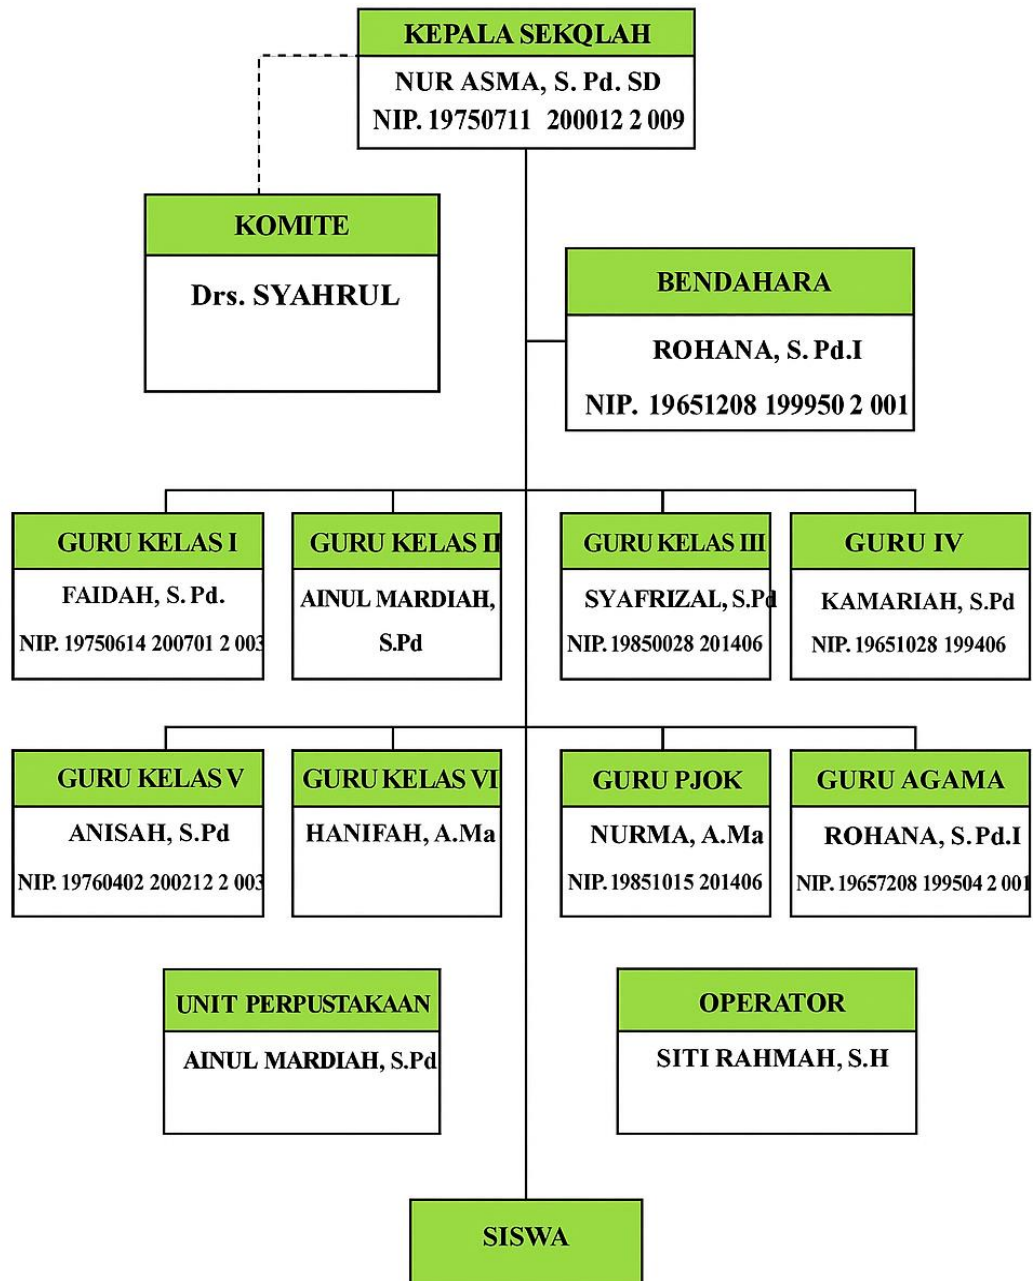 KEPALA SEKQLAH
NUR ASMA, S. Pd. SD
NIP. 19750711 200012 2 009
KOMITE
Drs. SYAHRUL
BENDAHARA
ROHANA, S. Pd.I
NIP. 19651208 199950 2 001
GURU KELAS I
FAIDAH, S. Pd.
NIP. 19750614 200701 2 003
GURU KELAS II
AINUL MARDIAH,
S.Pd
GURU KELAS III
SYAFRIZAL, S.Pd
NIP. 19850028 201406
GURU IV
KAMARIAH, S.Pd
NIP. 19651028 199406
GURU KELAS V
ANISAH, S.Pd
NIP. 19760402 200212 2 003
GURU KELAS VI
HANIFAH, A.Ma
GURU PJOK
NURMA, A.Ma
NIP. 19851015 201406
GURU AGAMA
ROHANA, S. Pd.I
NIP. 19657208 199504 2 001
UNIT PERPUSTAKAAN
AINUL MARDIAH, S.Pd
OPERATOR
SITI RAHMAH, S.H
SISWA